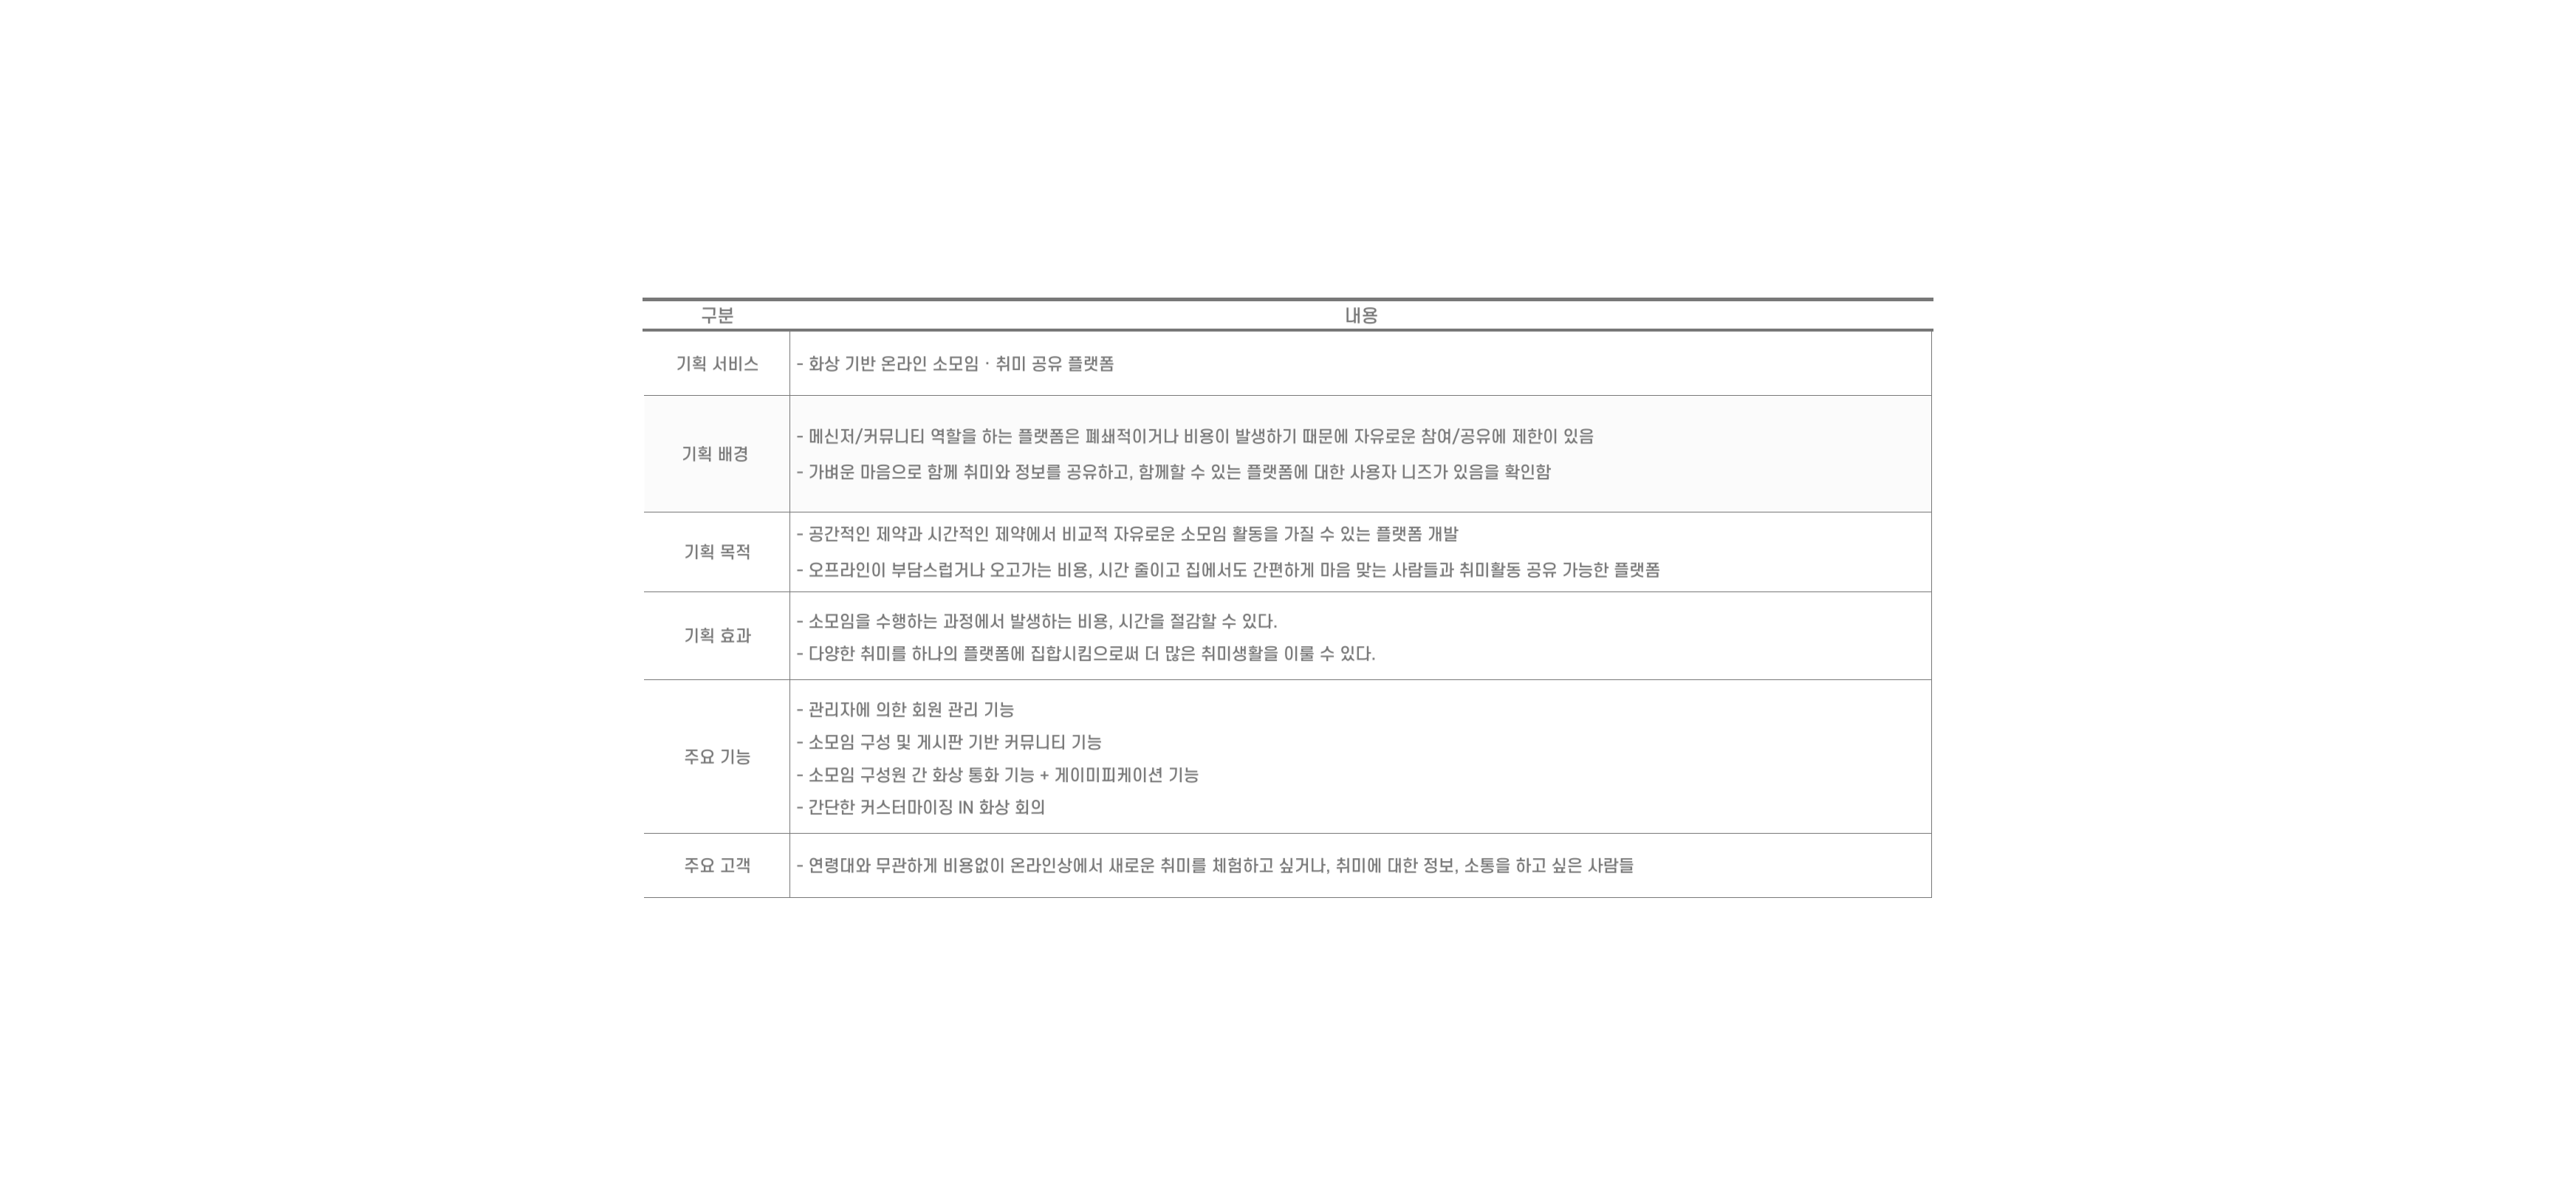 구분 내용
기획 서비스 - 화상 기반 온라인 소모임 · 취미 공유 플랫폼
기획 배경
- 메신저/커뮤니티 역할을 하는 플랫폼은 폐쇄적이거나 비용이 발생하기 때문에 자유로운 참여/공유에 제한이 있음
- 가벼운 마음으로 함께 취미와 정보를 공유하고, 함께할 수 있는 플랫폼에 대한 사용자 니즈가 있음을 확인함
기획 목적
- 공간적인 제약과 시간적인 제약에서 비교적 자유로운 소모임 활동을 가질 수 있는 플랫폼 개발
- 오프라인이 부담스럽거나 오고가는 비용, 시간 줄이고 집에서도 간편하게 마음 맞는 사람들과 취미활동 공유 가능한 플랫폼
기획 효과
- 소모임을 수행하는 과정에서 발생하는 비용, 시간을 절감할 수 있다.
- 다양한 취미를 하나의 플랫폼에 집합시킴으로써 더 많은 취미생활을 이룰 수 있다.
주요 기능
- 관리자에 의한 회원 관리 기능
- 소모임 구성 및 게시판 기반 커뮤니티 기능
- 소모임 구성원 간 화상 통화 기능 + 게이미피케이션 기능
- 간단한 커스터마이징 IN 화상 회의
주요 고객 - 연령대와 무관하게 비용없이 온라인상에서 새로운 취미를 체험하고 싶거나, 취미에 대한 정보, 소통을 하고 싶은 사람들